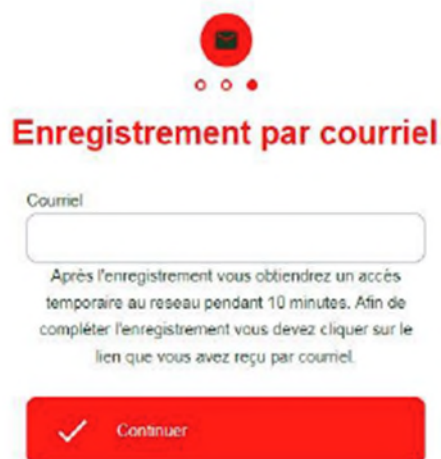 Enregistrement par courriel
Courriel
Après l'enregistrement vous obtiendrez un accès
temporaire au reseau pendant 10 minutes. Afin de
compléter l'enregistrement vous devez cliquer sur le
lien que vous avez reçu par courriel.
Continuer